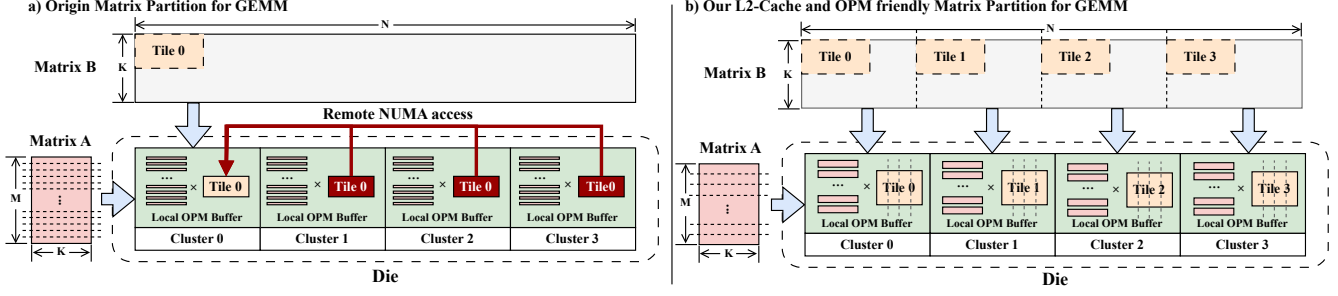 a) Origin Matrix Partition for GEMM
N
Tile 0
Matrix B
K
Remote NUMA access
Matrix A
M
...
K
... × Tile 0
... × Tile 0
... × Tile 0
... × Tile0
Local OPM Buffer
Local OPM Buffer
Local OPM Buffer
Local OPM Buffer
Cluster 0
Cluster 1
Cluster 2
Cluster 3
Die
b) Our L2-Cache and OPM friendly Matrix Partition for GEMM
N
Tile 0
Tile 1
Tile 2
Tile 3
Matrix B
K
Matrix A
M
...
K
... × Tile 0
... × Tile 1
... × Tile 2
... × Tile 3
Local OPM Buffer
Local OPM Buffer
Local OPM Buffer
Local OPM Buffer
Cluster 0
Cluster 1
Cluster 2
Cluster 3
Die